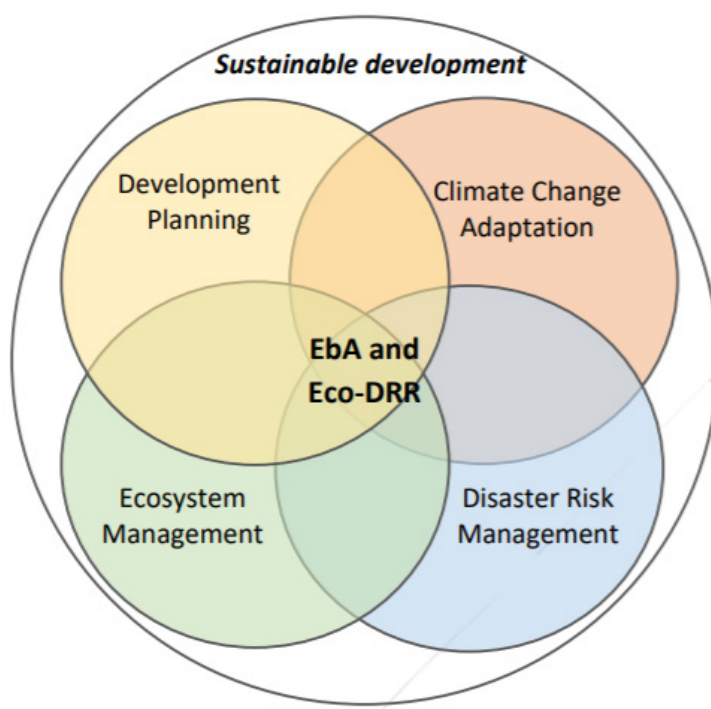 Sustainable development
Development
Planning
Climate Change
Adaptation
EbA and
Eco-DRR
Ecosystem
Management
Disaster Risk
Management